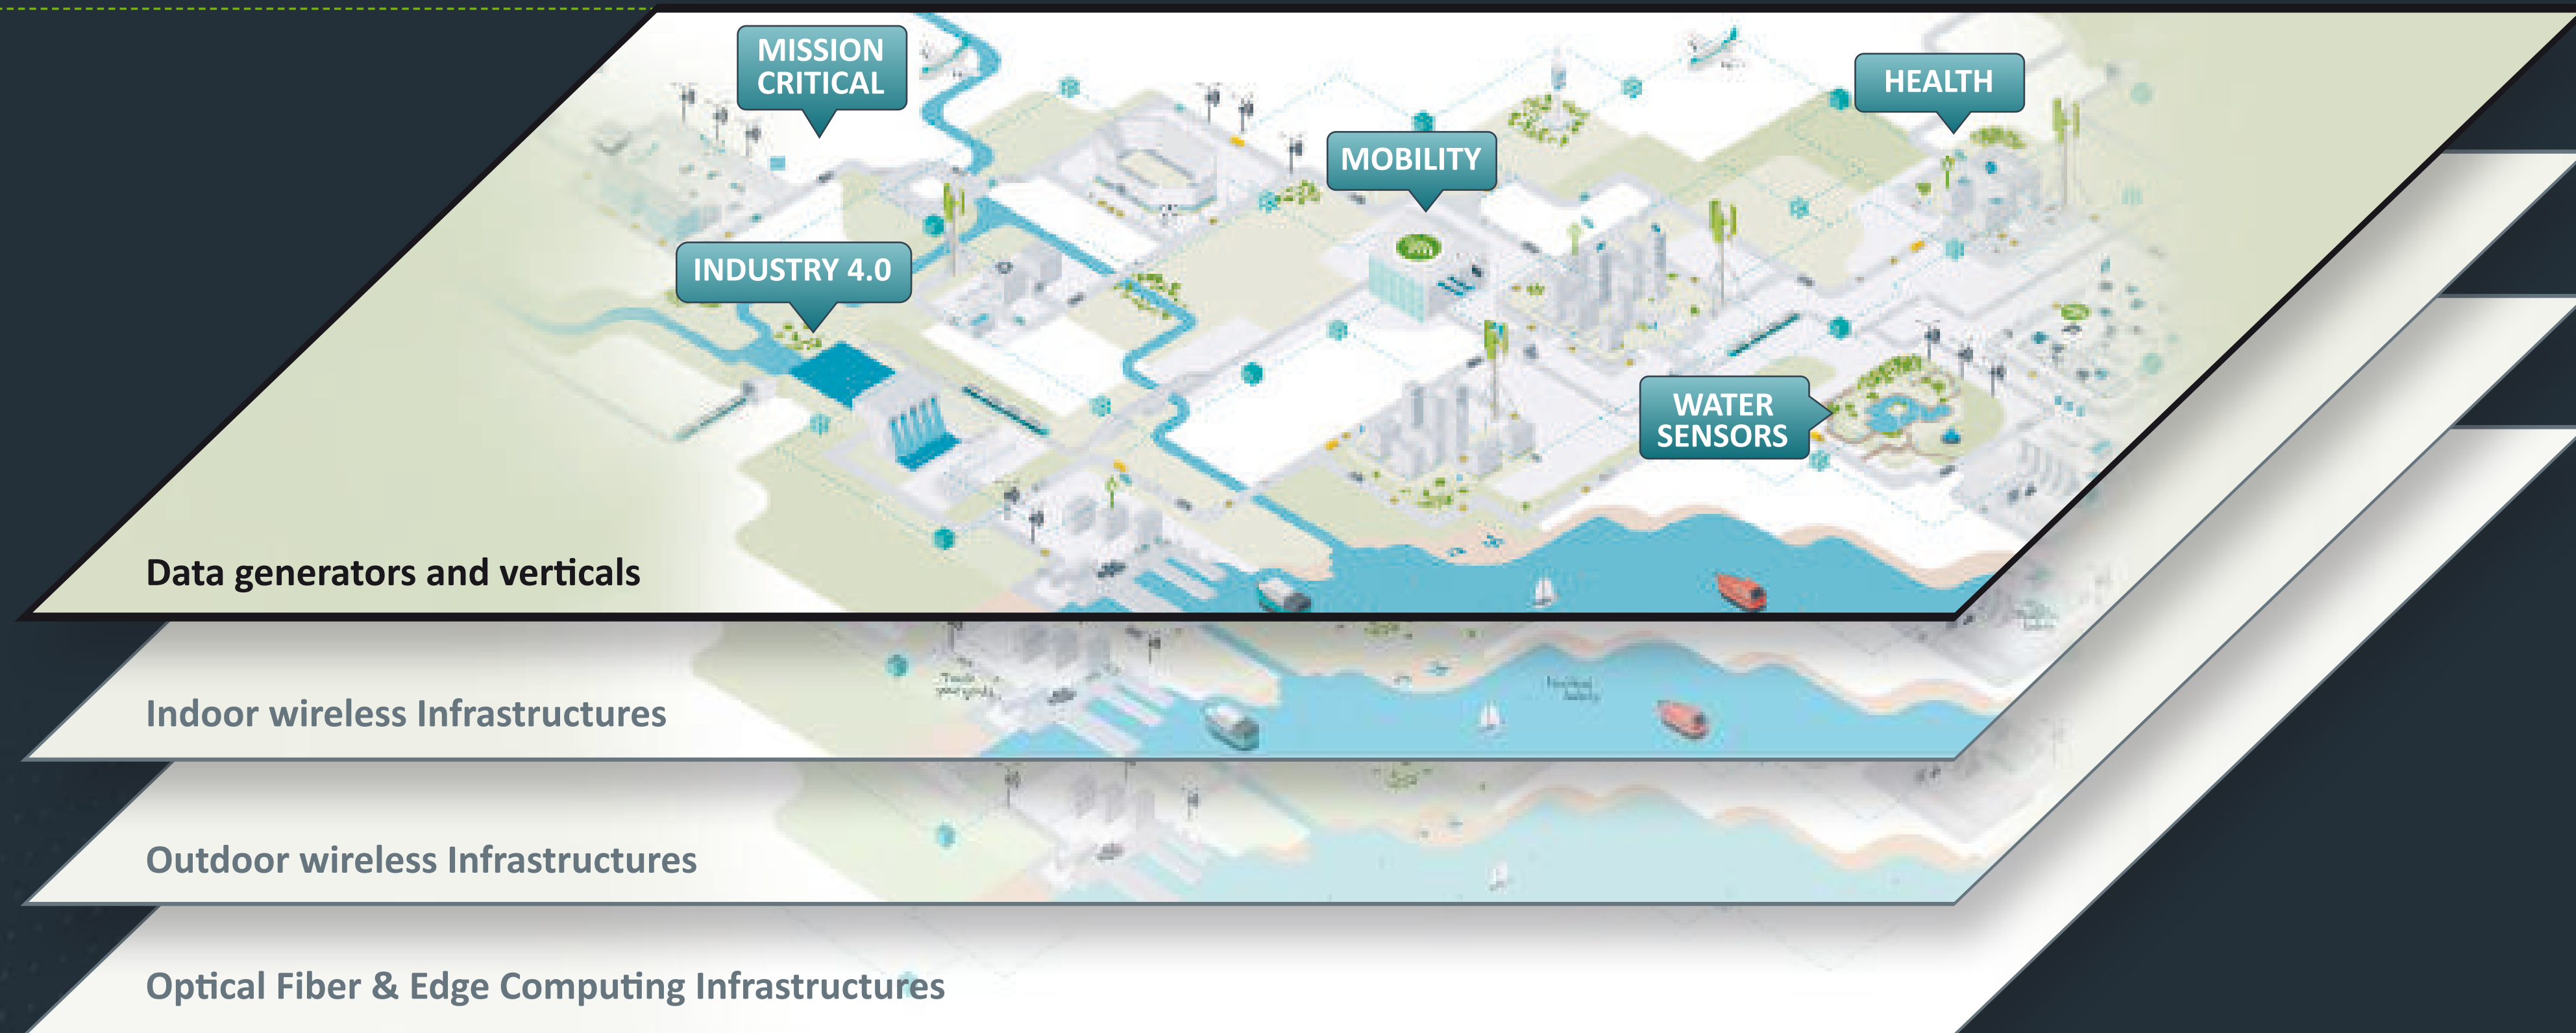 MISSION
CRITICAL
HEALTH
MOBILITY
INDUSTRY 4.0
WATER
SENSORS
Data generators and verticals
Indoor wireless Infrastructures
Outdoor wireless Infrastructures
Optical Fiber & Edge Computing Infrastructures